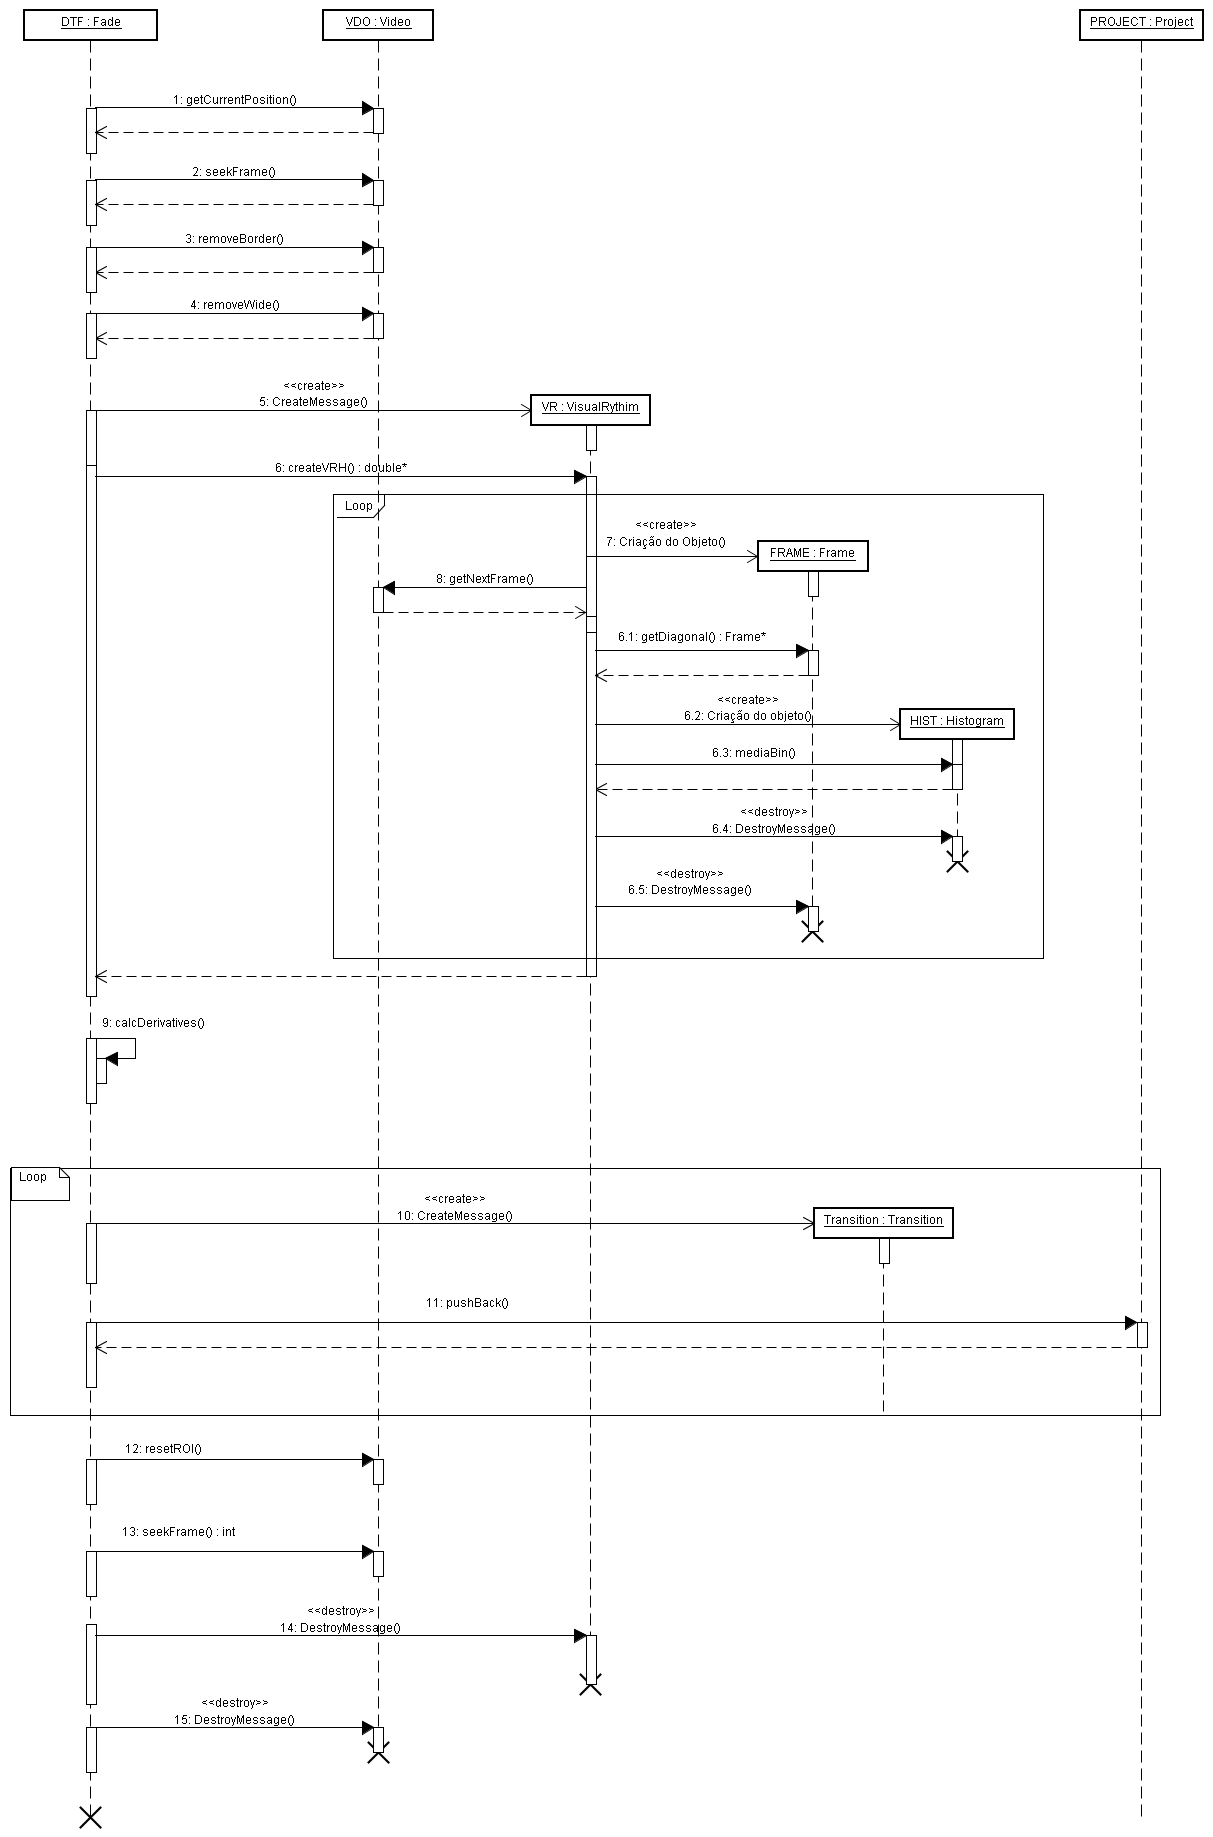 DTF : Fade
VDO : Video
PROJECT : Project
1: getCurrentPosition()
2: seekFrame()
3: removeBorder()
4: removeWide()
<<create>>
5: CreateMessage()
VR : VisualRythim
6: createVRH() : double*
Loop
<<create>>
7: Criação do Objeto()
FRAME : Frame
8: getNextFrame()
6.1: getDiagonal() : Frame*
<<create>>
6.2: Criação do objeto()
HIST : Histogram
6.3: mediaBin()
<<destroy>>
6.4: DestroyMessage()
<<destroy>>
6.5: DestroyMessage()
9: calcDerivatives()
Loop
<<create>>
10: CreateMessage()
Transition : Transition
11: pushBack()
12: resetROI()
13: seekFrame() : int
<<destroy>>
14: DestroyMessage()
<<destroy>>
15: DestroyMessage()